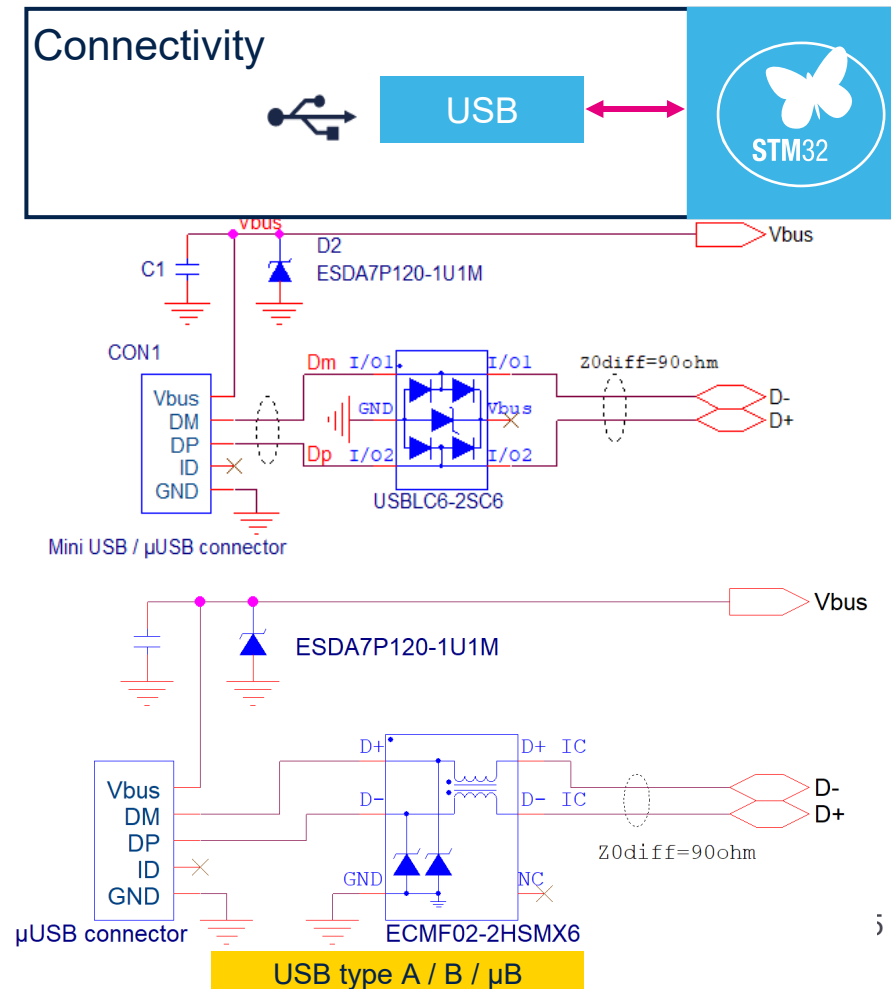 Connectivity
USB
STM32
Vbus
Vbus
D2
C1
ESDA7P120-1U1M
CON1
Dm I/O1 I/O1
Z0diff=90ohm
Vbus
DM
DP
ID
GND
GND
Vbus
D-
D+
Dp I/O2 I/O2
USBLC6-2SC6
Mini USB / µUSB connector
Vbus
ESDA7P120-1U1M
D+ D+ IC
Vbus
DM
DP
ID
GND
D- D- IC
D-
D+
Z0diff=90ohm
GND NC
µUSB connector
ECMF02-2HSMX6
USB type A / B / µB